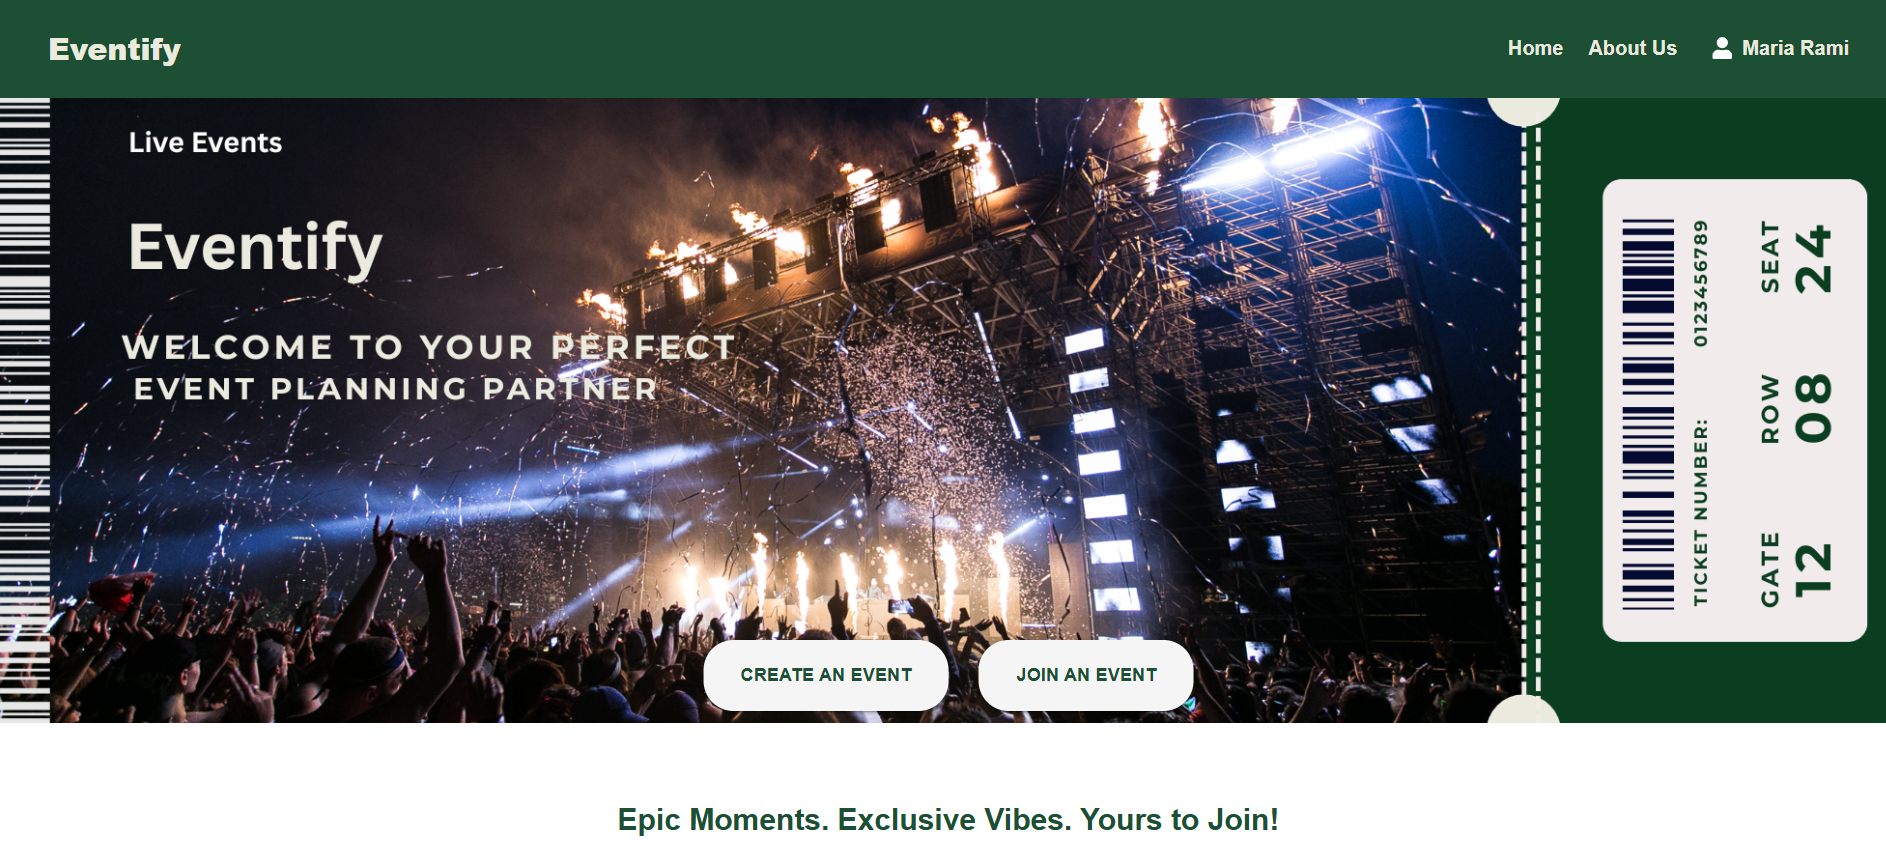 Eventify
Home About Us Maria Rami
Live Events
Eventify
WELCOME TO YOUR PERFECT
EVENT PLANNING PARTNER
CREATE AN EVENT
JOIN AN EVENT
TICKET NUMBER: 0123456789
GATE ROW SEAT
12 08 24
Epic Moments. Exclusive Vibes. Yours to Join!